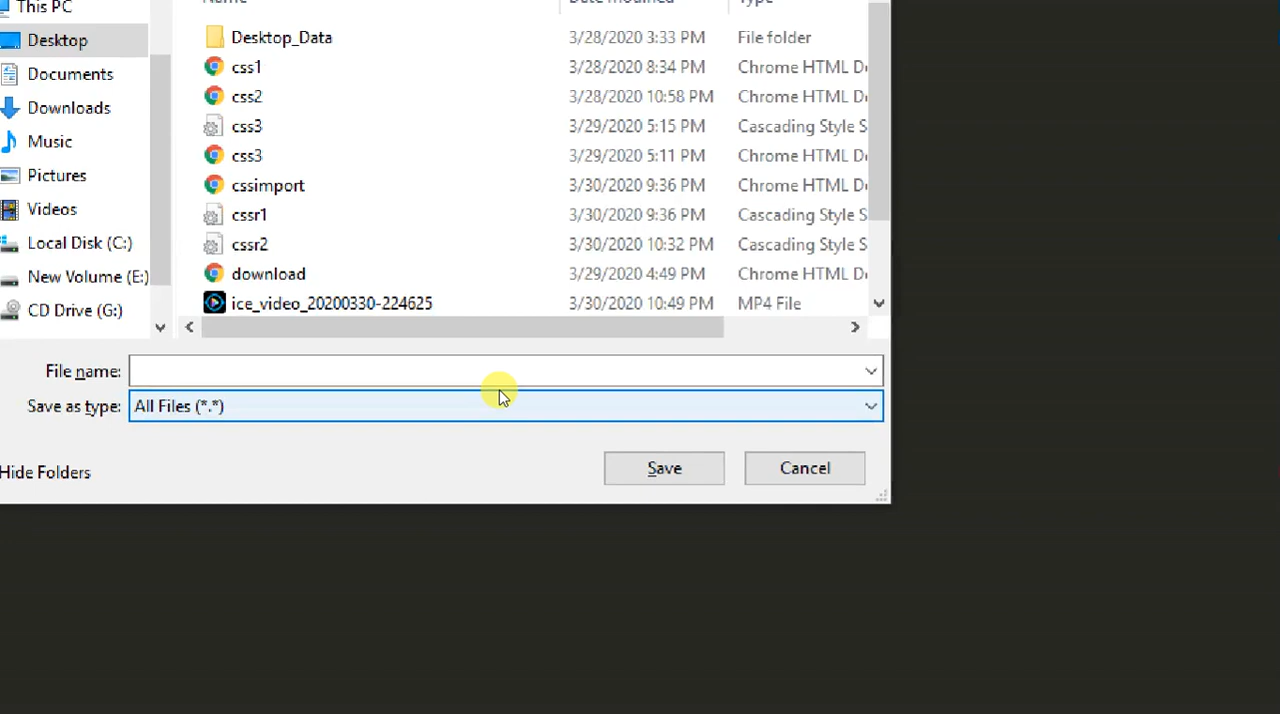 This PC
Name Date modified Type
Desktop
Desktop_Data 3/28/2020 3:33 PM File folder
Documents
css1 3/28/2020 8:34 PM Chrome HTML Do
Downloads
css2 3/28/2020 10:58 PM Chrome HTML Do
Music
css3 3/29/2020 5:15 PM Cascading Style S
Pictures
css3 3/29/2020 5:11 PM Chrome HTML Do
Videos
cssimport 3/30/2020 9:36 PM Chrome HTML Do
Local Disk (C:)
cssr1 3/30/2020 9:36 PM Cascading Style S
New Volume (E:)
cssr2 3/30/2020 10:32 PM Cascading Style S
CD Drive (G:)
download 3/29/2020 4:49 PM Chrome HTML Do
ice_video_20200330-224625 3/30/2020 10:49 PM MP4 File
File name:
Save as type: All Files (*.*)
Hide Folders
Save Cancel